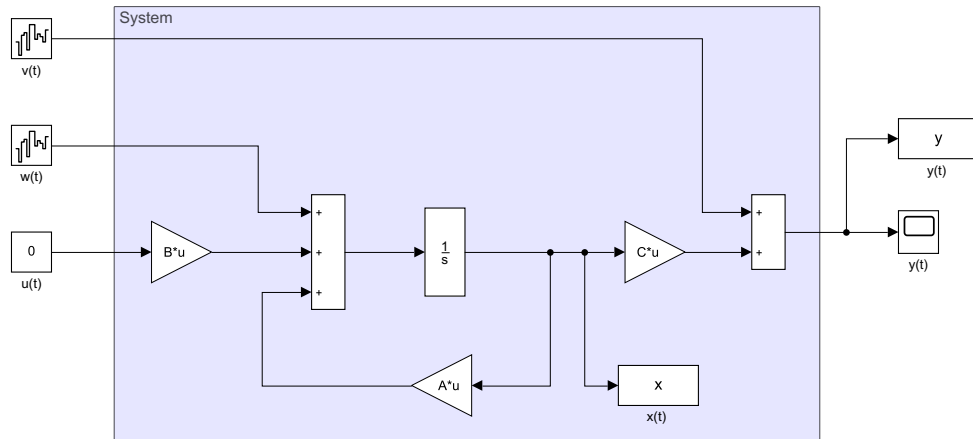 System
v(t)
w(t)
0
u(t)
B*u
+
+
+
1
s
A*u
C*u
x
x(t)
+
+
y
y(t)
y(t)